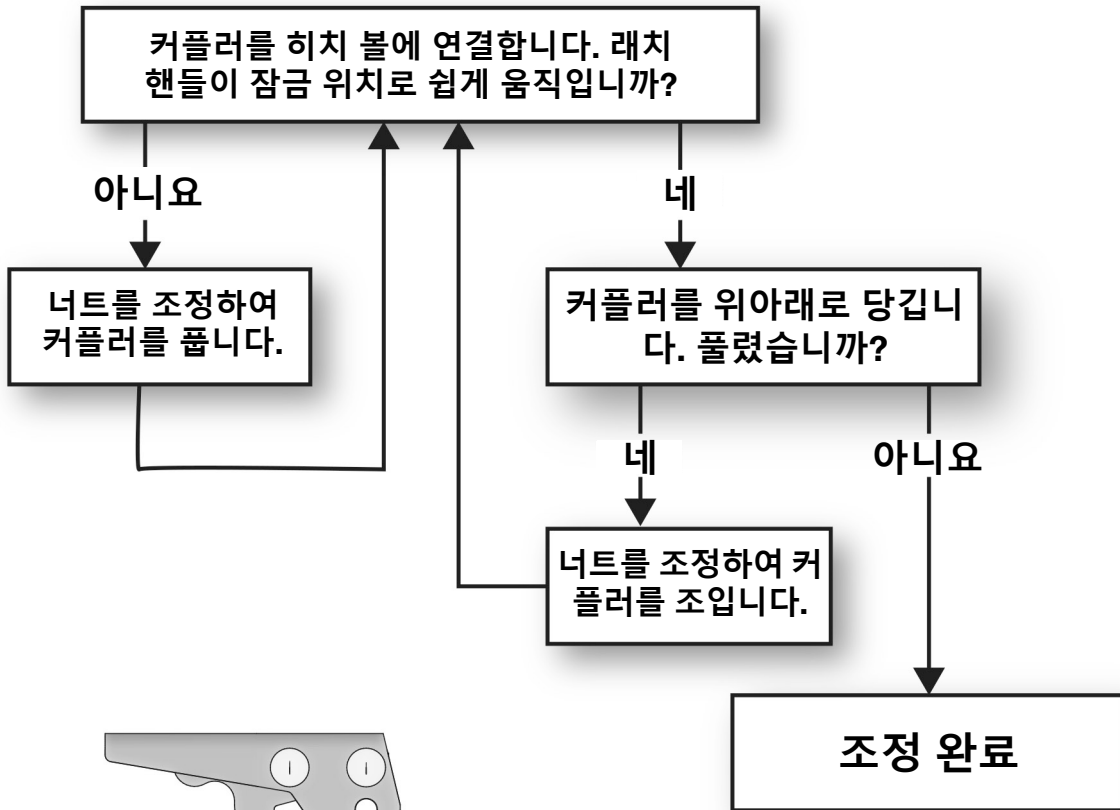 커플러를 히치 볼에 연결합니다. 래치
핸들이 잠금 위치로 쉽게 움직입니까?
아니요
네
너트를 조정하여
커플러를 풉니다.
커플러를 위아래로 당깁니
다. 풀렸습니까?
네
아니요
너트를 조정하여 커
플러를 조입니다.
조정 완료